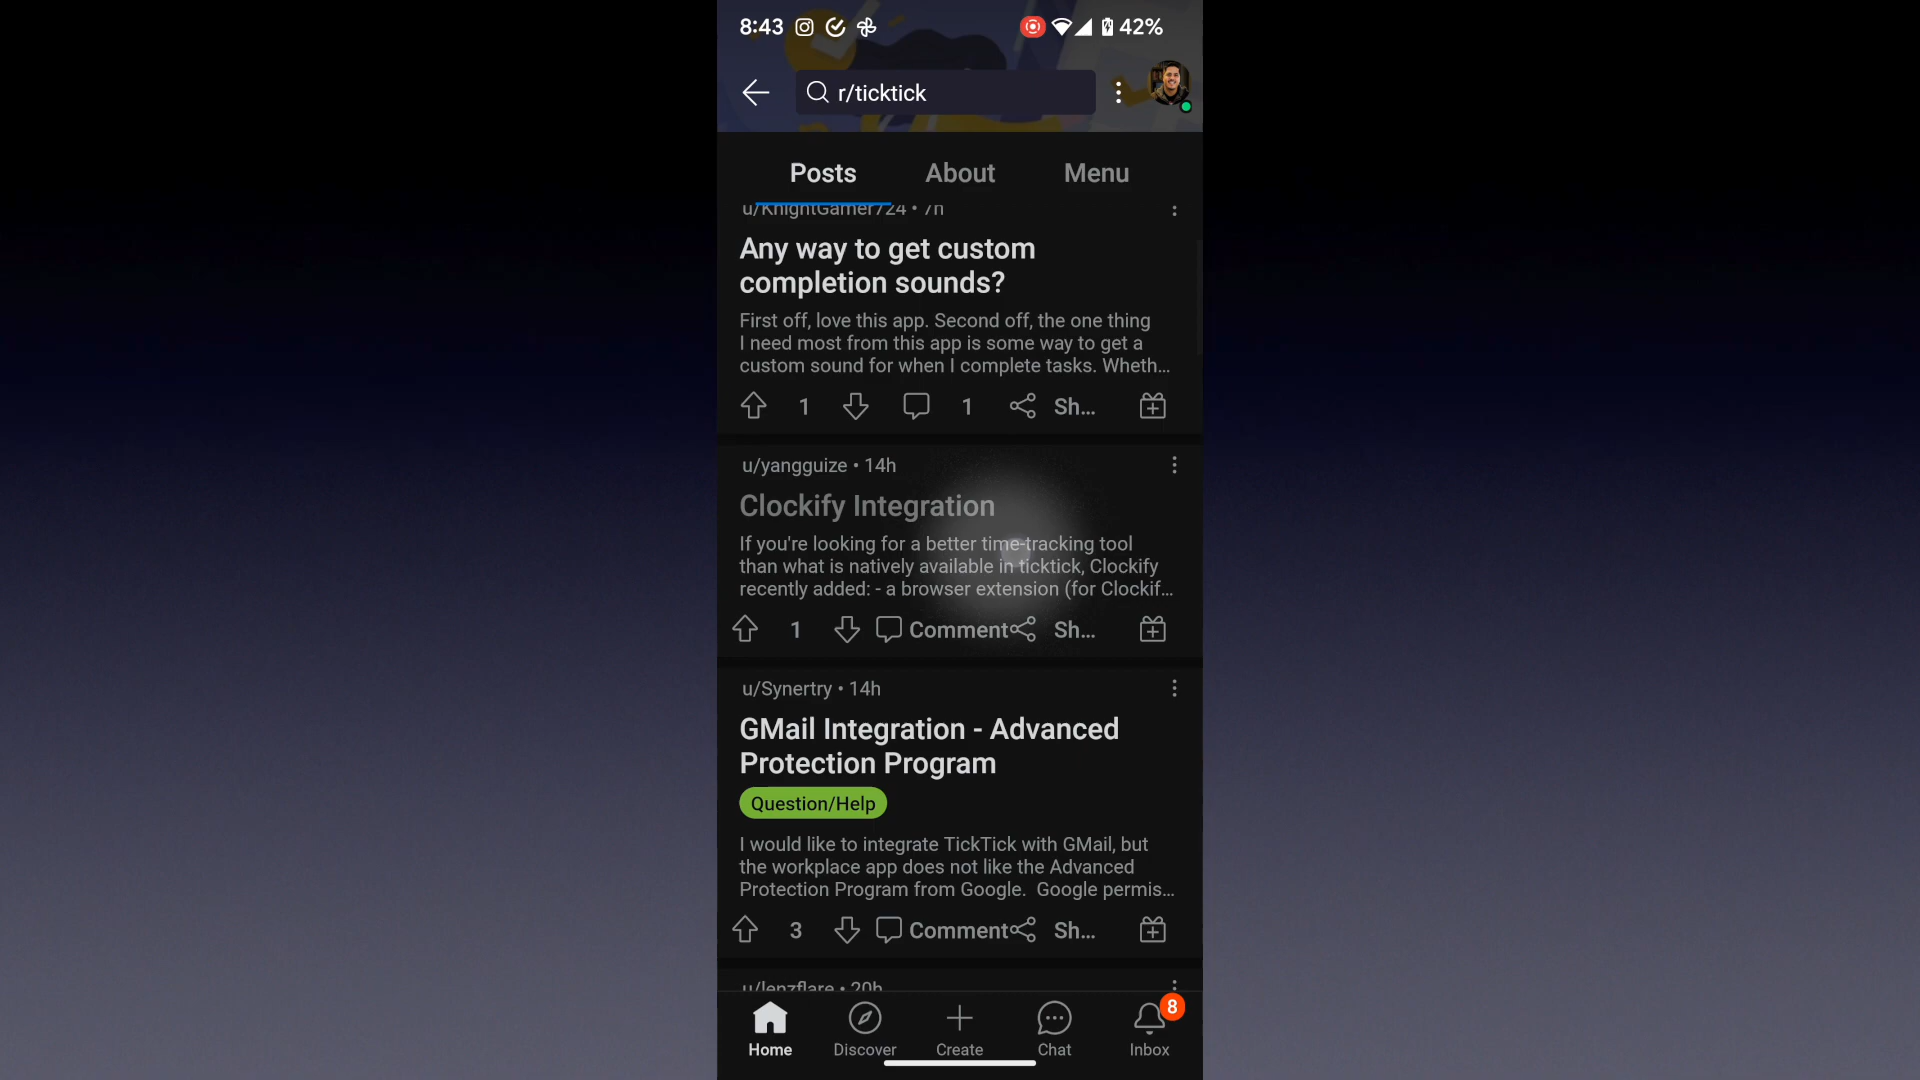 8:43
42%
r/ticktick
Posts
About
Menu
u/KnightGamer724 • 7h
Any way to get custom
completion sounds?
First off, love this app. Second off, the one thing
I need most from this app is some way to get a
custom sound for when I complete tasks. Wheth...
1
1
Sh...
u/yangguize • 14h
Clockify Integration
If you're looking for a better time-tracking tool
than what is natively available in ticktick, Clockify
recently added: - a browser extension (for Clockif...
1
Comment
Sh...
u/Synertry • 14h
GMail Integration - Advanced
Protection Program
Question/Help
I would like to integrate TickTick with GMail, but
the workplace app does not like the Advanced
Protection Program from Google.  Google permis...
3
Comment
Sh...
u/lenzflare • 20h
8
Home
Discover
Create
Chat
Inbox